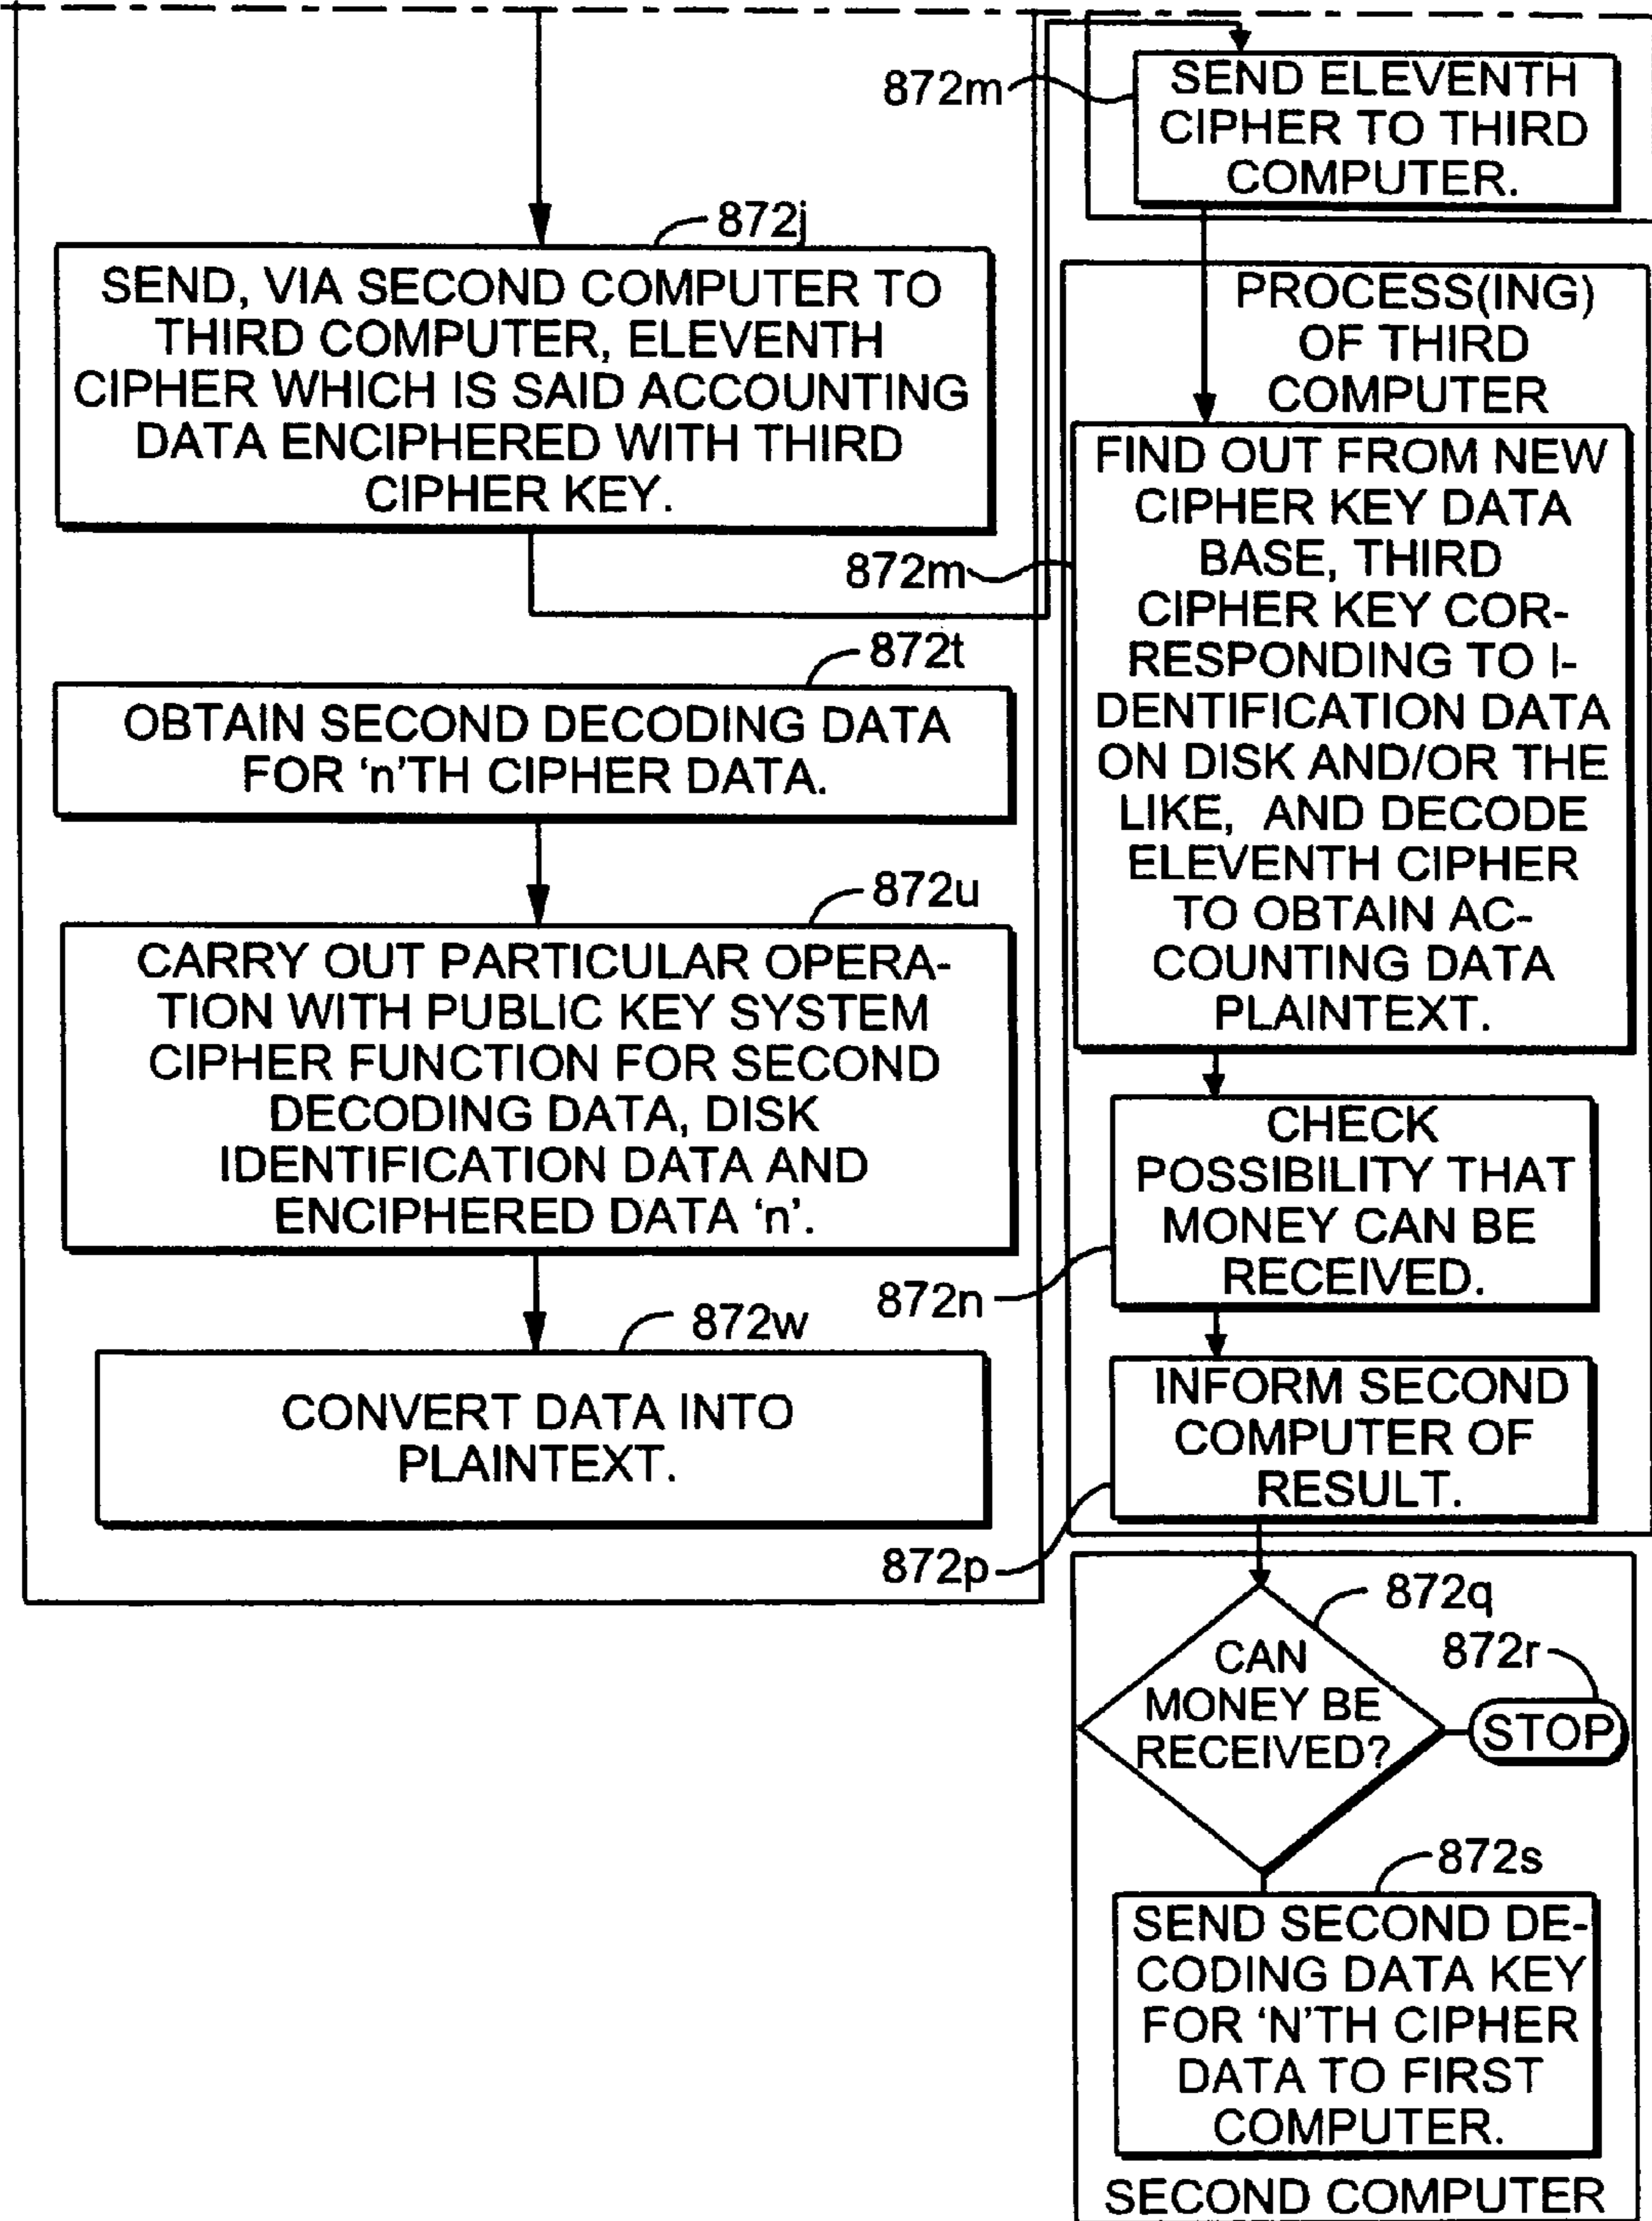 872m
SEND ELEVENTH
CIPHER TO THIRD
COMPUTER.
872j
SEND, VIA SECOND COMPUTER TO
THIRD COMPUTER, ELEVENTH
CIPHER WHICH IS SAID ACCOUNTING
DATA ENCIPHERED WITH THIRD
CIPHER KEY.
872t
OBTAIN SECOND DECODING DATA
FOR ‘n’TH CIPHER DATA.
872u
CARRY OUT PARTICULAR OPERA-
TION WITH PUBLIC KEY SYSTEM
CIPHER FUNCTION FOR SECOND
DECODING DATA, DISK
IDENTIFICATION DATA AND
ENCIPHERED DATA ‘n’.
872w
CONVERT DATA INTO
PLAINTEXT.
PROCESS(ING)
OF THIRD
COMPUTER
872m
FIND OUT FROM NEW
CIPHER KEY DATA
BASE, THIRD
CIPHER KEY COR-
RESPONDING TO I-
DENTIFICATION DATA
ON DISK AND/OR THE
LIKE, AND DECODE
ELEVENTH CIPHER
TO OBTAIN AC-
COUNTING DATA
PLAINTEXT.
CHECK
POSSIBILITY THAT
MONEY CAN BE
RECEIVED.
872n
INFORM SECOND
COMPUTER OF
RESULT.
872p
872q
CAN
MONEY BE
RECEIVED?
872r
STOP
872s
SEND SECOND DE-
CODING DATA KEY
FOR ‘N’TH CIPHER
DATA TO FIRST
COMPUTER.
SECOND COMPUTER